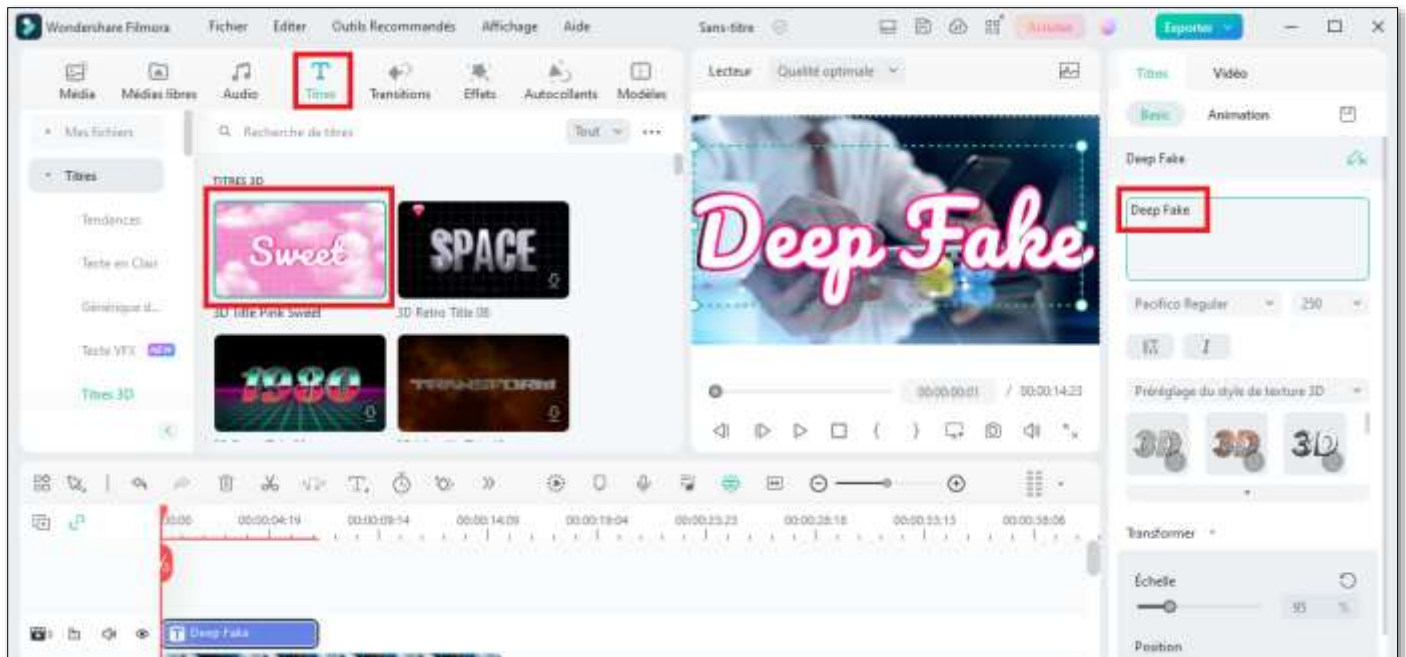 Wondershare Filmora Fichier Editer Outils Recommandés Affichage Aide Sans-titre Acheter Exporter
Média Médias libres Audio Titres Transitions Effets Autocollants Modèles
Lecteur Qualité optimale
Titres Vidéo
Mes fichiers
Recherche de titres
Tout
Basic Animation
Titres
TITRES 3D
Deep Fake
Tendances
Sweet
SPACE
Deep Fake
Deep Fake
Texte en Clair
Générique d...
3D Title Pink Sweet 3D Retro Title 08
Pacifico Regular 250
Texte VFX NEW
1980
TRANSFORM
I
Titres 3D
00:00:00:01 / 00:00:14:23
Préréglage du style de texture 3D
3D 3D 3D
00:00 00:00:04:19 00:00:09:14 00:00:14:09 00:00:19:04 00:00:23:23 00:00:28:18 00:00:33:13 00:00:38:08
Transformer
Échelle
93 %
Deep Fake
Position